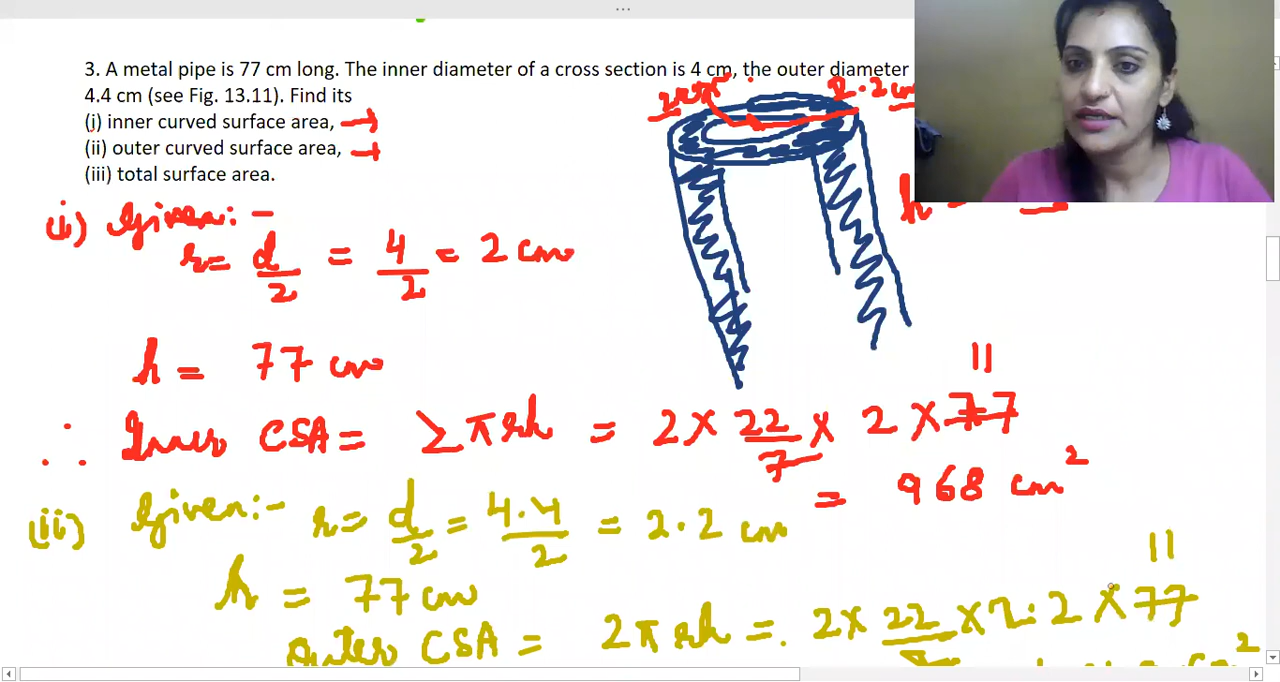 3. A metal pipe is 77 cm long. The inner diameter of a cross section is 4 cm, the outer diameter
4.4 cm (see Fig. 13.11). Find its
(i) inner curved surface area,
(ii) outer curved surface area,
(iii) total surface area.
2.2 cm
h =
(i) Given:-
r = d/2 = 4/2 = 2 cm
h = 77 cm
11
∴ Inner CSA = 2πrh = 2 × 22/7 × 2 × 77
= 968 cm²
(ii) Given:- r = d/2 = 4.4/2 = 2.2 cm
h = 77 cm
11
outer CSA = 2πrh = 2 × 22/7 × 2.2 × 77